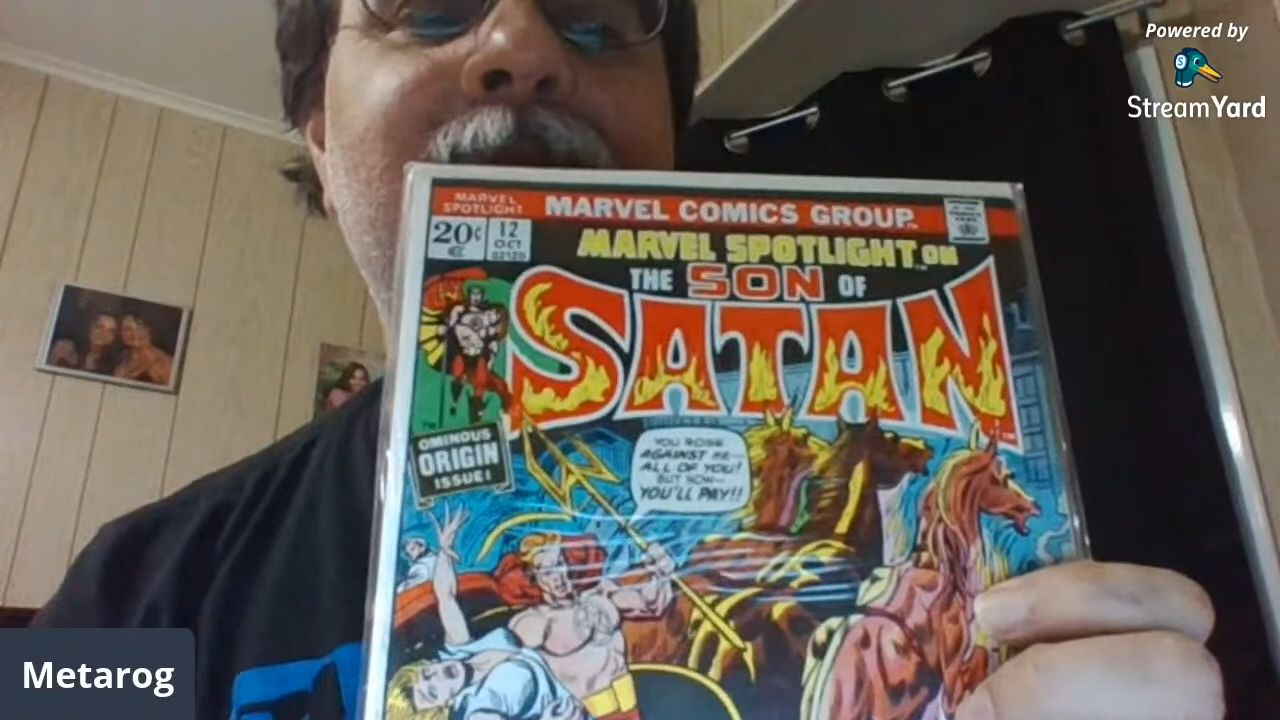 Powered by
StreamYard
MARVEL
SPOTLIGHT
MARVEL COMICS GROUP
20¢
12
OCT
02120
MARVEL SPOTLIGHT ON
THE SON OF
SATAN
OMINOUS
ORIGIN
ISSUE!
YOU ROSE
AGAINST ME--
ALL OF YOU!
BUT NOW--
YOU'LL PAY!!
Metarog